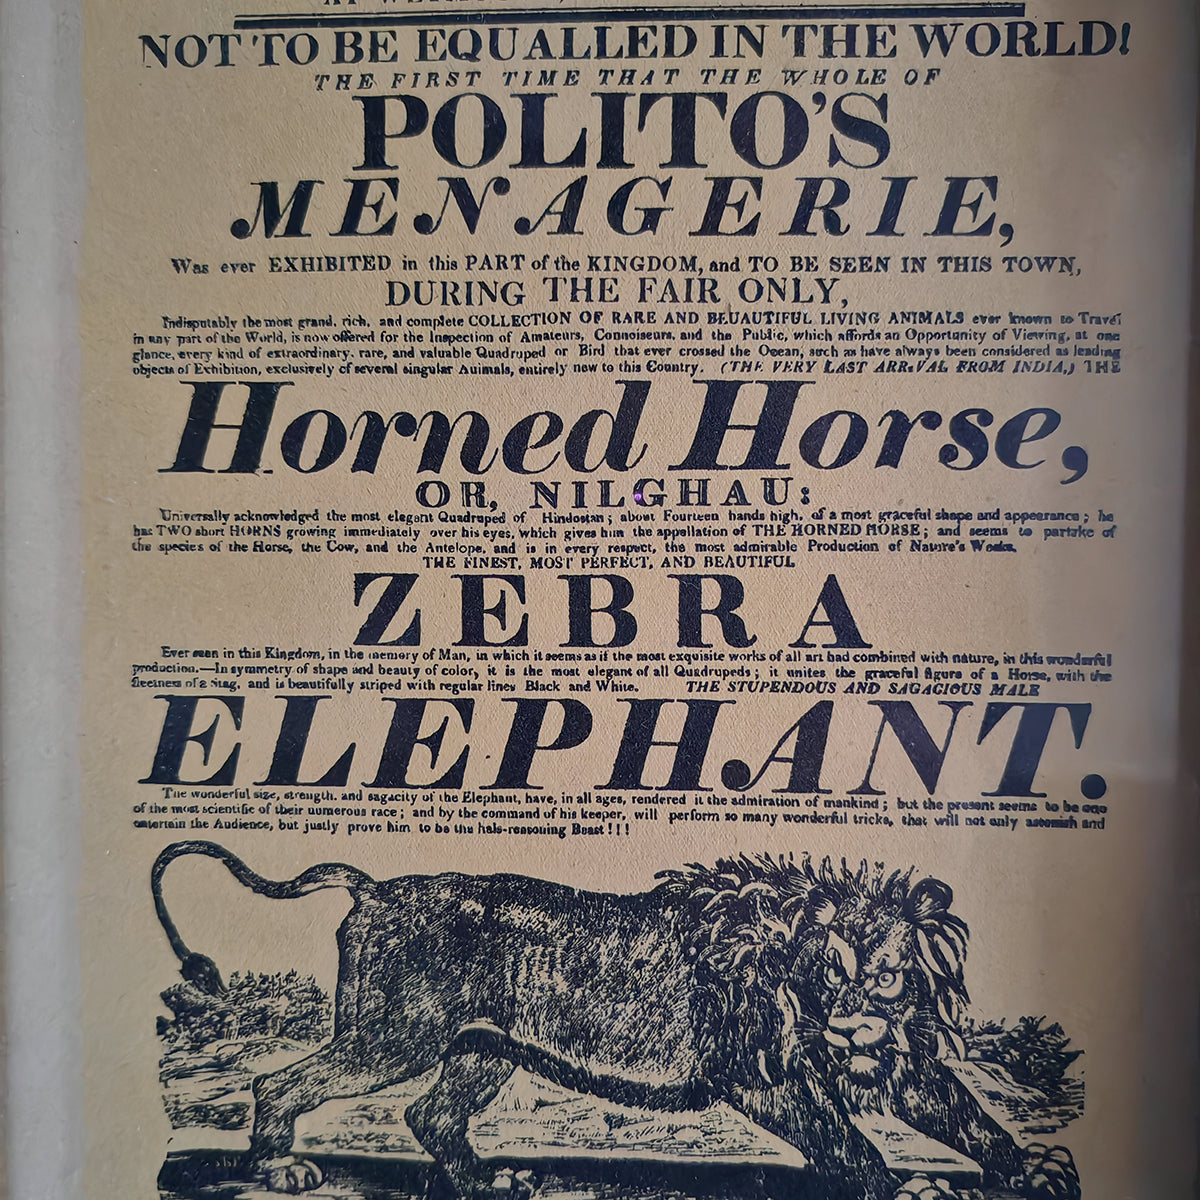 NOT TO BE EQUALLED IN THE WORLD!
THE FIRST TIME THAT THE WHOLE OF
POLITO'S
MENAGERIE,
Was ever EXHIBITED in this PART of the KINGDOM, and TO BE SEEN IN THIS TOWN,
DURING THE FAIR ONLY,
Indisputably the most grand, rich, and complete COLLECTION OF RARE AND BEUAUTIFUL LIVING ANIMALS ever known to Travel
in any part of the World, is now offered for the Inspection of Amateurs, Connoiseurs, and the Public, which affords an Opportunity of Viewing, at one
glance, every kind of extraordinary, rare, and valuable Quadruped or Bird that ever crossed the Ocean, such as have always been considered as leading
objects of Exhibition, exclusively of several singular Auimals, entirely new to this Country. (THE VERY LAST ARRIVAL FROM INDIA,) THE
Horned Horse,
OR, NILGHAU:
Universally acknowledged the most elegant Quadruped of Hindostan; about Fourteen hands high, of a most graceful shape and appearance; he
has TWO short HORNS growing immediately over his eyes, which gives him the appellation of THE HORNED HORSE; and seems to partake of
the species of the Horse, the Cow, and the Antelope, and is in every respect, the most admirable Production of Nature's Works.
THE FINEST, MOST PERFECT, AND BEAUTIFUL
ZEBRA
Ever seen in this Kingdom, in the memory of Man, in which it seems as if the most exquisite works of all art had combined with nature, in this wonderful
production.—In symmetry of shape and beauty of color, it is the most elegant of all Quadrupeds; it unites the graceful figure of a Horse, with the
fleetness of a Stag, and is beautifully striped with regular lines Black and White. THE STUPENDOUS AND SAGACIOUS MALE
ELEPHANT.
The wonderful size, strength, and sagacity of the Elephant, have, in all ages, rendered it the admiration of mankind; but the present seems to be one
of the most scientific of their numerous race; and by the command of his keeper, will perform so many wonderful tricks, that will not only astonish and
entertain the Audience, but justly prove him to be the hals-reasouing Beast!!!